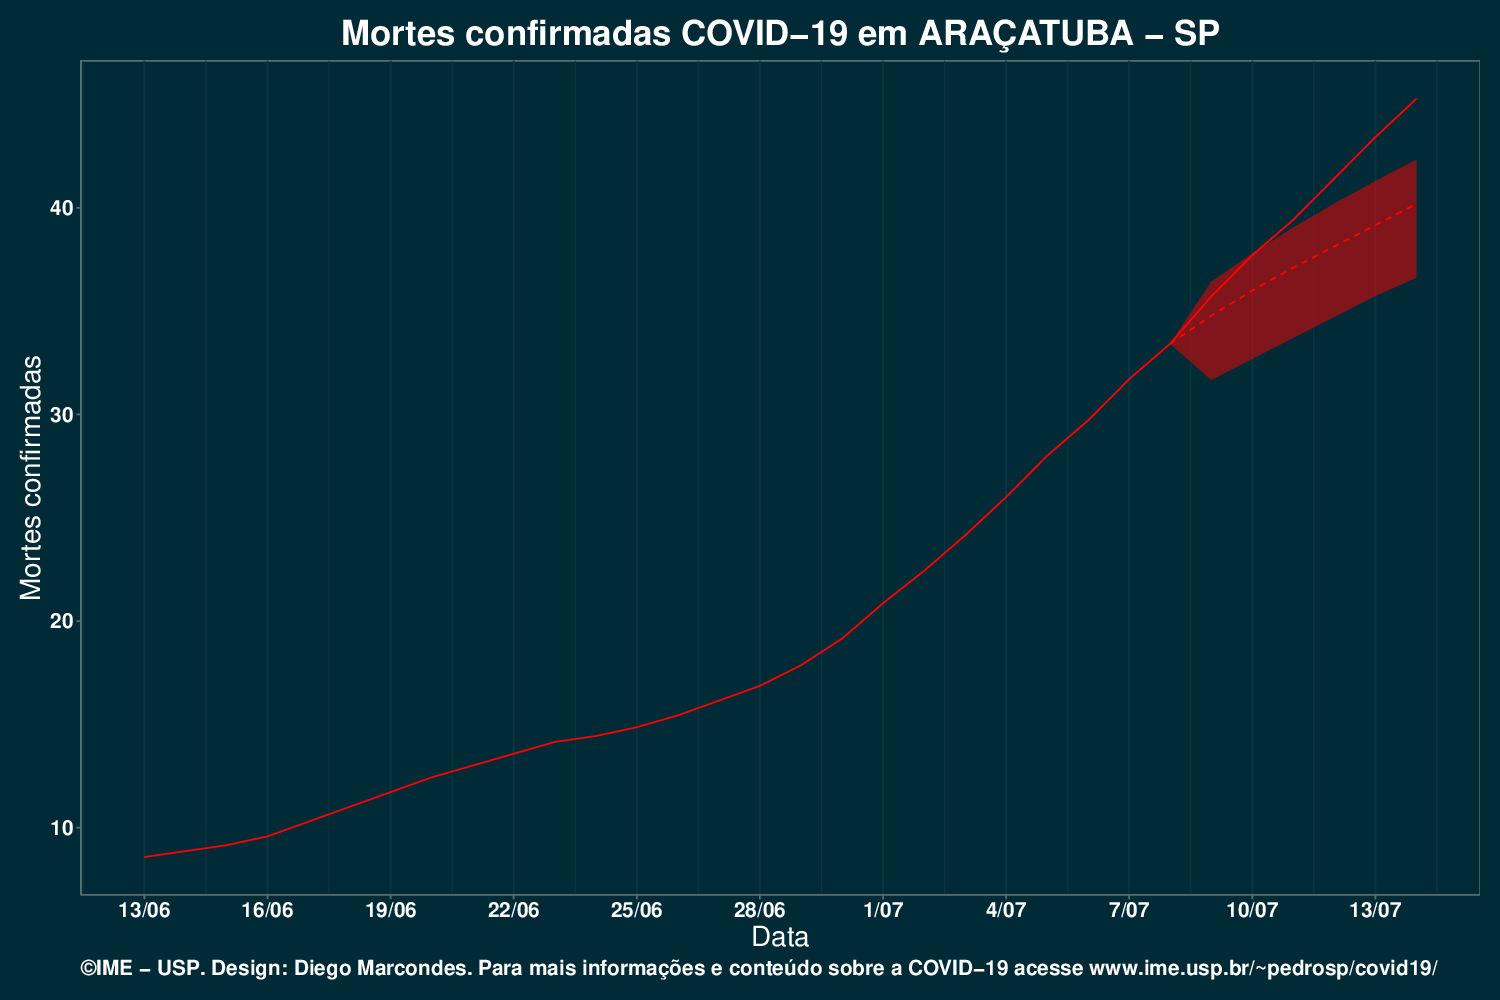 Mortes confirmadas COVID−19 em ARAÇATUBA − SP
Mortes confirmadas
40
30
20
10
13/06 16/06 19/06 22/06 25/06 28/06 1/07 4/07 7/07 10/07 13/07
Data
©IME − USP. Design: Diego Marcondes. Para mais informações e conteúdo sobre a COVID−19 acesse www.ime.usp.br/~pedrosp/covid19/